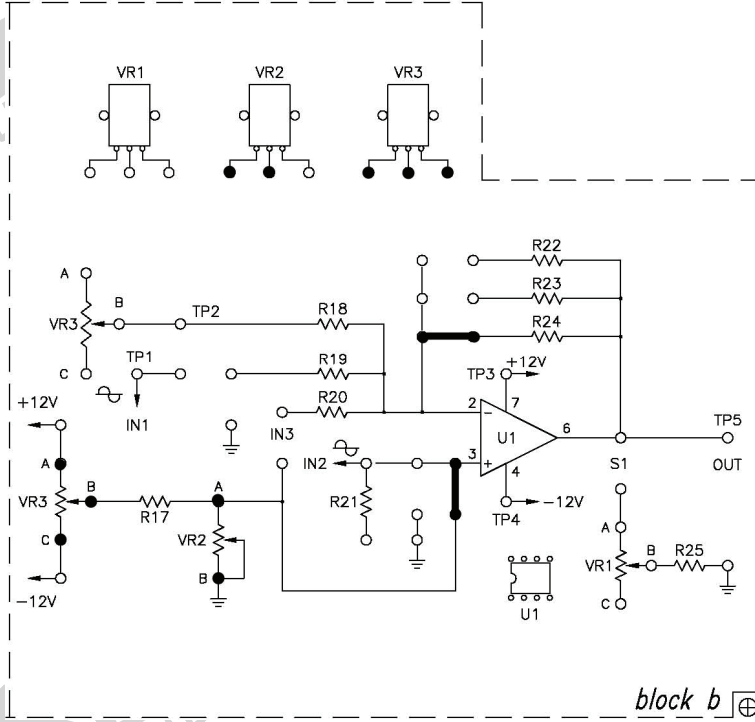 VR1 VR2 VR3
R22
A
R23
B
TP2
R18
VR3
R24
TP1
R19
C
TP3 +12V
+12V
IN1
R20
2 − 7
TP5
IN3
U1 6
IN2
3 + 4
S1
OUT
A
B
A
VR3
R17
R21
TP4 −12V
VR2
A
C
VR1
B R25
B
−12V
C
U1
block b